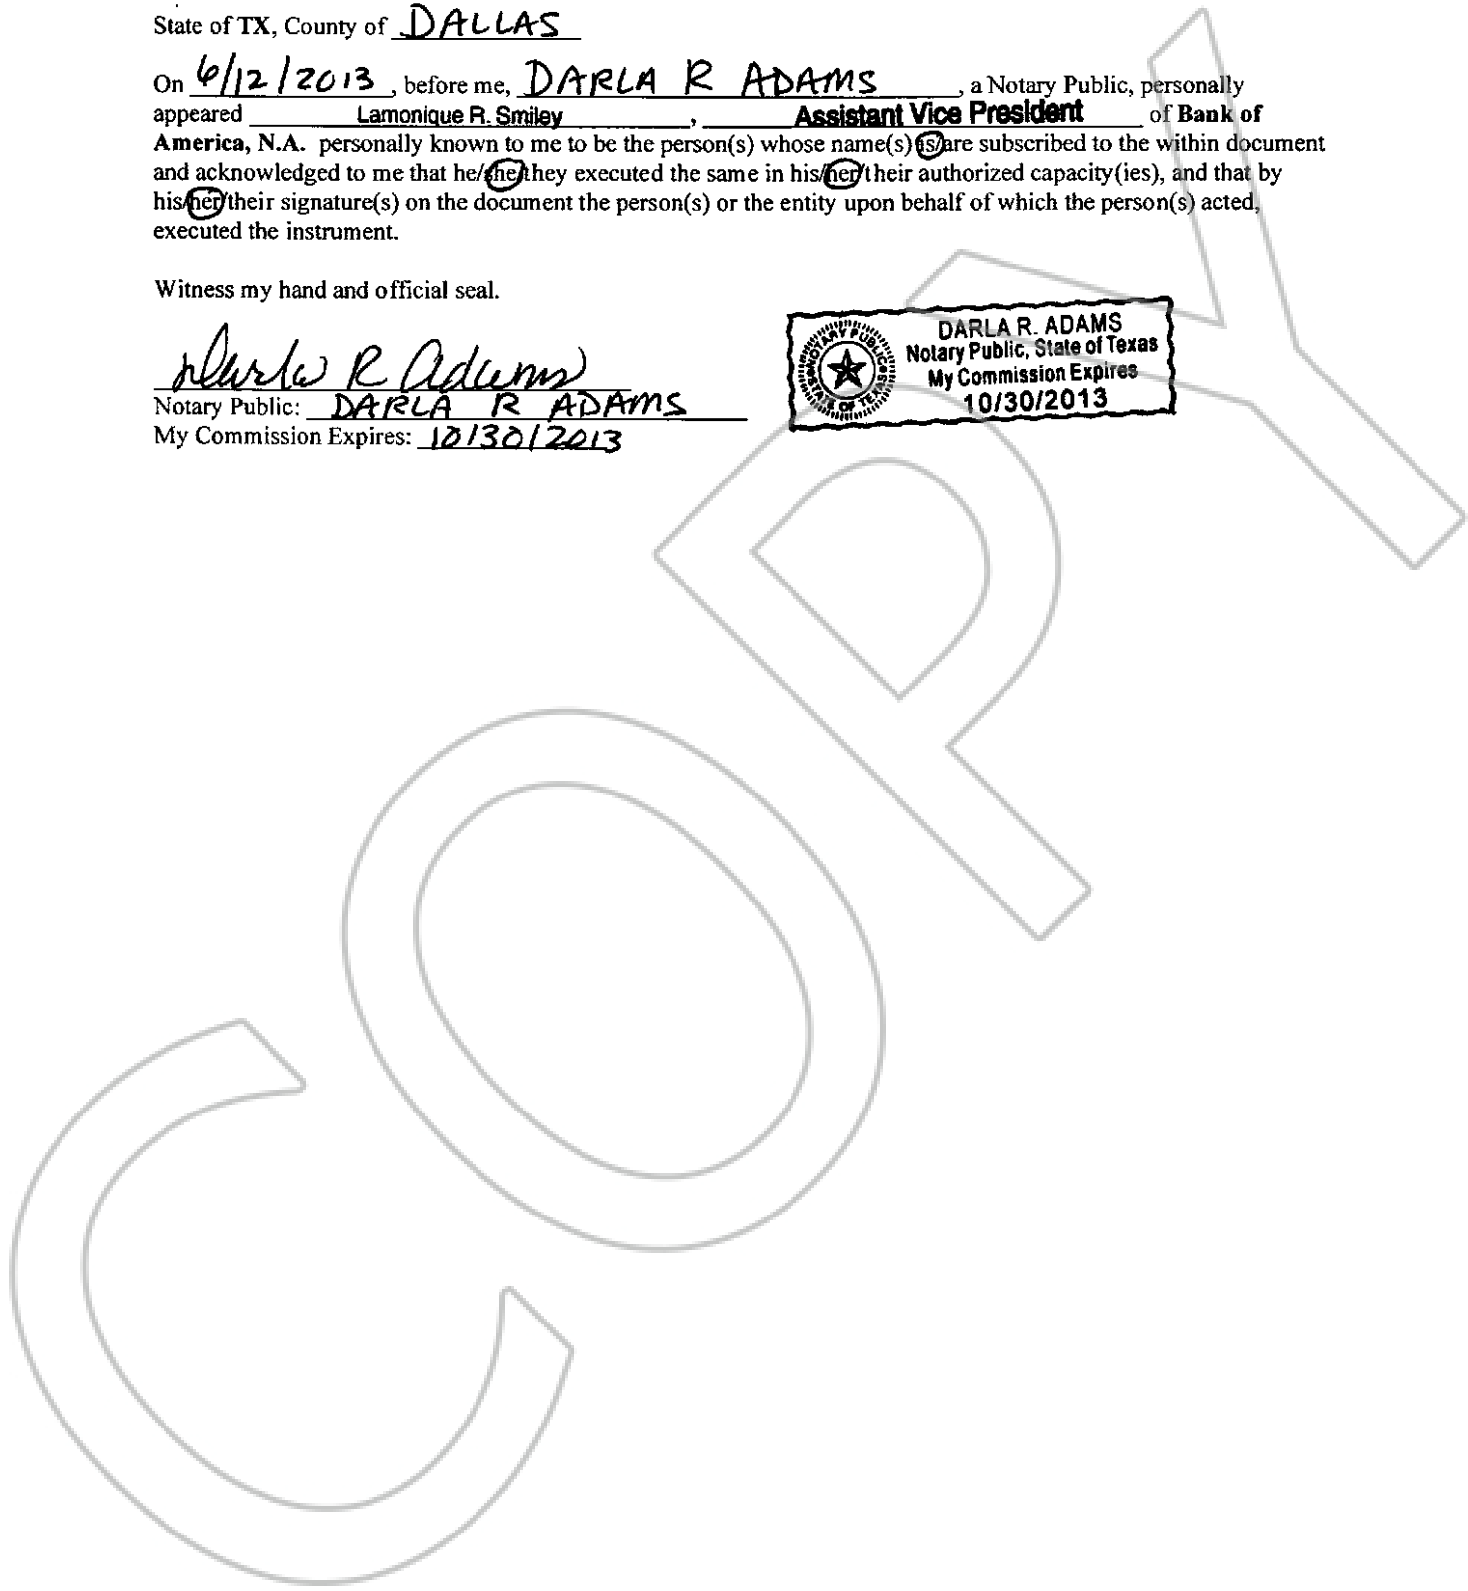 State of TX, County of DALLAS
On 6/12/2013, before me, DARLA R ADAMS, a Notary Public, personally
appeared Lamonique R. Smiley, Assistant Vice President of Bank of
America, N.A. personally known to me to be the person(s) whose name(s) is/are subscribed to the within document
and acknowledged to me that he/she/they executed the same in his/her/their authorized capacity(ies), and that by
his/her/their signature(s) on the document the person(s) or the entity upon behalf of which the person(s) acted,
executed the instrument.
Witness my hand and official seal.
Darla R Adams
Notary Public: DARLA R ADAMS
My Commission Expires: 10/30/2013
NOTARY PUBLIC
STATE OF TEXAS
DARLA R. ADAMS
Notary Public, State of Texas
My Commission Expires
10/30/2013
COPY